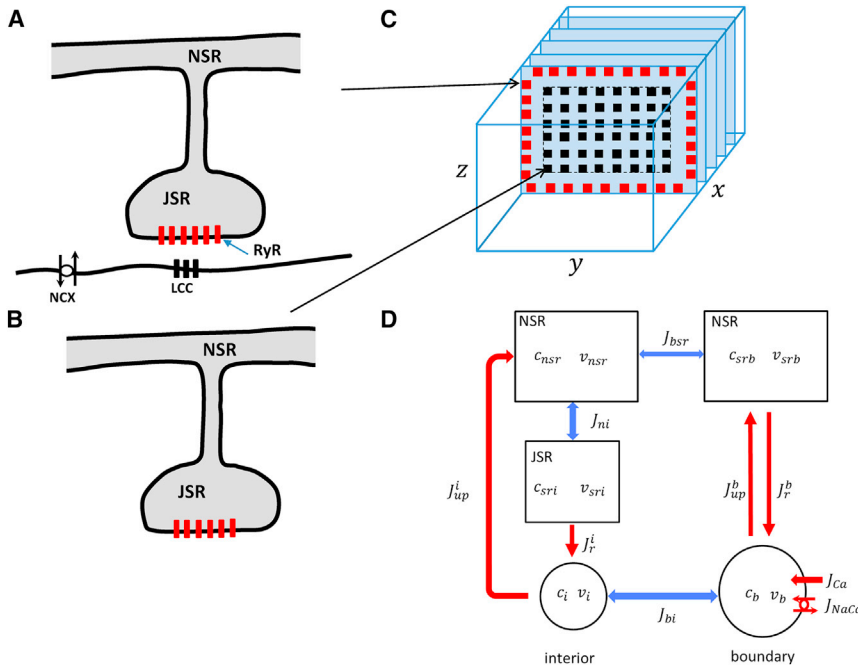 A
NSR
JSR
RyR
NCX
LCC
B
NSR
JSR
C
z
x
y
D
NSR
c_nsr v_nsr
J_bsr
NSR
c_srb v_srb
J_ni
JSR
c_sri v_sri
J^i_up
J^i_r
J^b_up
J^b_r
c_i v_i
J_bi
c_b v_b
J_Ca
J_NaCa
interior
boundary